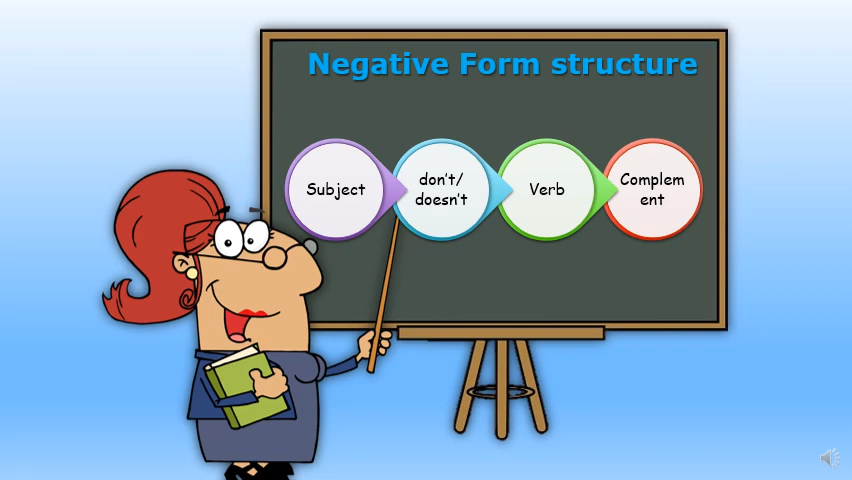 Negative Form structure
Subject
don't/
doesn't
Verb
Complem
ent